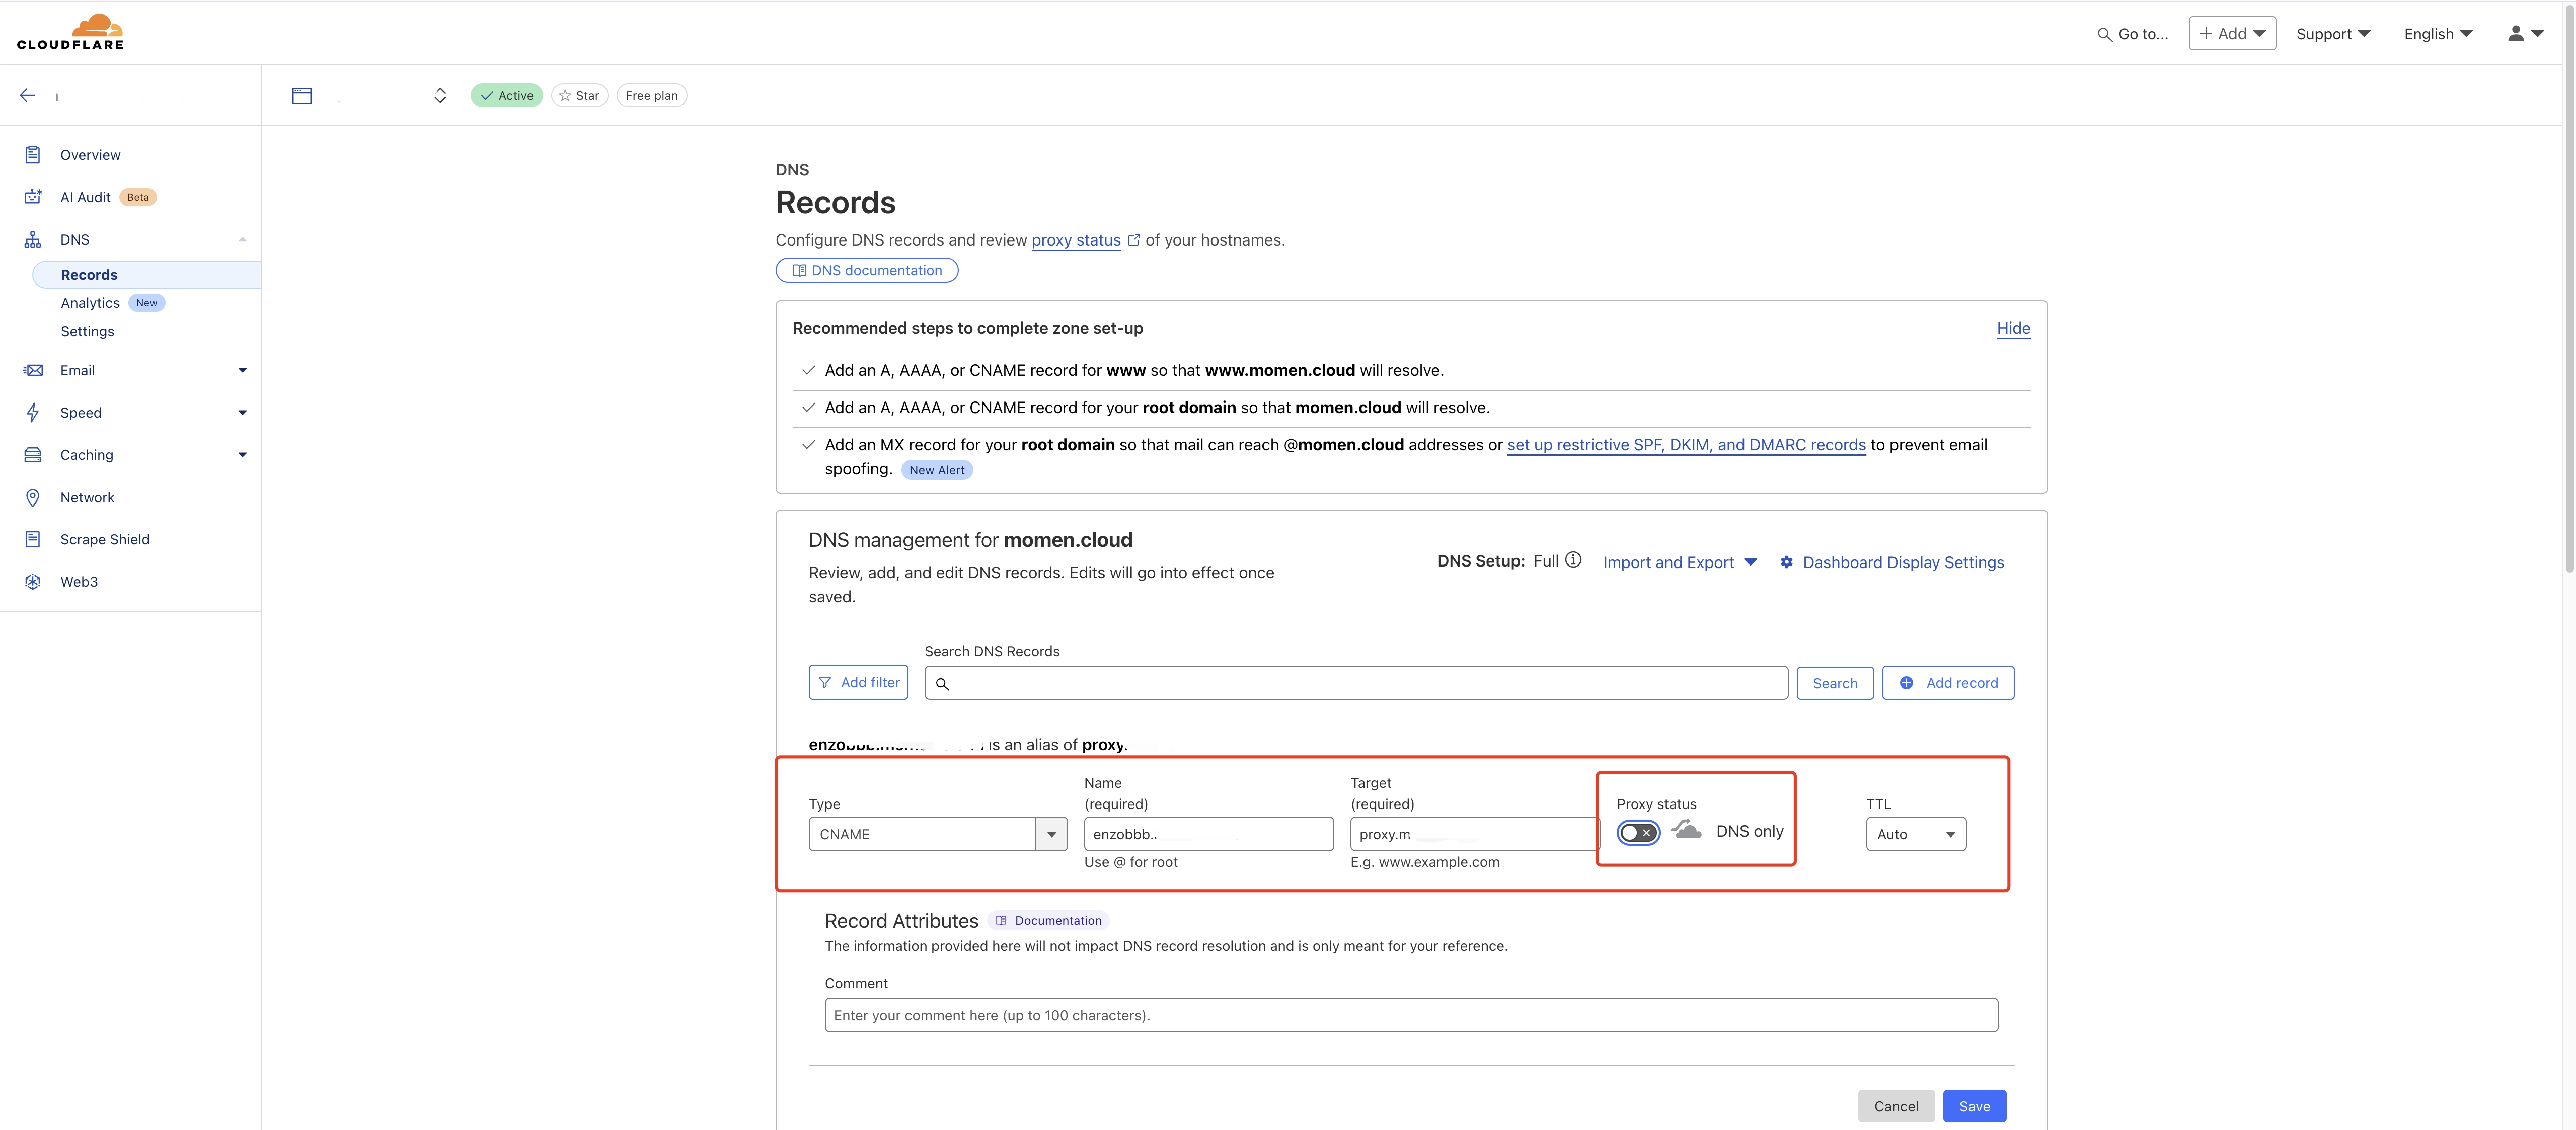 CLOUDFLARE
Go to...
Add
Support
English
Active
Star
Free plan
Overview
AI Audit Beta
DNS
Records
Analytics New
Settings
Email
Speed
Caching
Network
Scrape Shield
Web3
DNS
Records
Configure DNS records and review proxy status of your hostnames.
DNS documentation
Recommended steps to complete zone set-up
Hide
Add an A, AAAA, or CNAME record for www so that www.momen.cloud will resolve.
Add an A, AAAA, or CNAME record for your root domain so that momen.cloud will resolve.
Add an MX record for your root domain so that mail can reach @momen.cloud addresses or set up restrictive SPF, DKIM, and DMARC records to prevent email
spoofing. New Alert
DNS management for momen.cloud
Review, add, and edit DNS records. Edits will go into effect once
saved.
DNS Setup: Full
Import and Export
Dashboard Display Settings
Search DNS Records
Add filter
Search
Add record
is an alias of proxy.
Type
CNAME
Name
(required)
enzobbb..
Use @ for root
Target
(required)
proxy.m
E.g. www.example.com
Proxy status
DNS only
TTL
Auto
Record Attributes Documentation
The information provided here will not impact DNS record resolution and is only meant for your reference.
Comment
Enter your comment here (up to 100 characters).
Cancel
Save